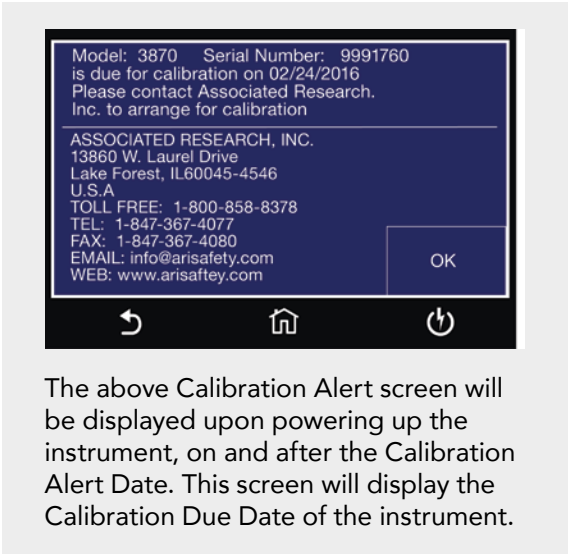 Model: 3870 Serial Number: 9991760
is due for calibration on 02/24/2016
Please contact Associated Research.
Inc. to arrange for calibration
ASSOCIATED RESEARCH, INC.
13860 W. Laurel Drive
Lake Forest, IL60045-4546
U.S.A
TOLL FREE: 1-800-858-8378
TEL: 1-847-367-4077
FAX: 1-847-367-4080
EMAIL: info@arisafety.com
WEB: www.arisaftey.com
OK
The above Calibration Alert screen will
be displayed upon powering up the
instrument, on and after the Calibration
Alert Date. This screen will display the
Calibration Due Date of the instrument.